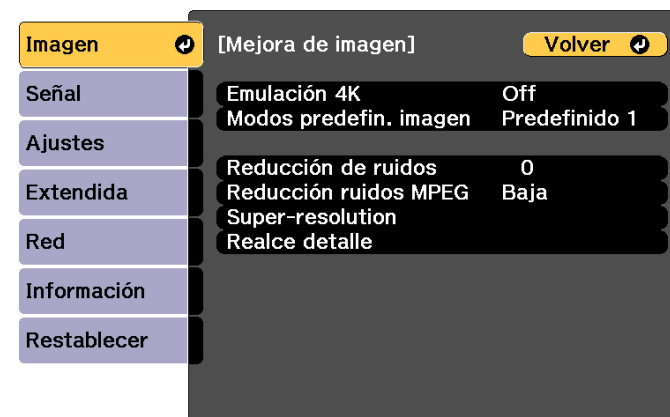 Imagen
[Mejora de imagen]
Volver
Señal
Ajustes
Extendida
Red
Información
Restablecer
Emulación 4K Off
Modos predefin. imagen Predefinido 1
Reducción de ruidos 0
Reducción ruidos MPEG Baja
Super-resolution
Realce detalle